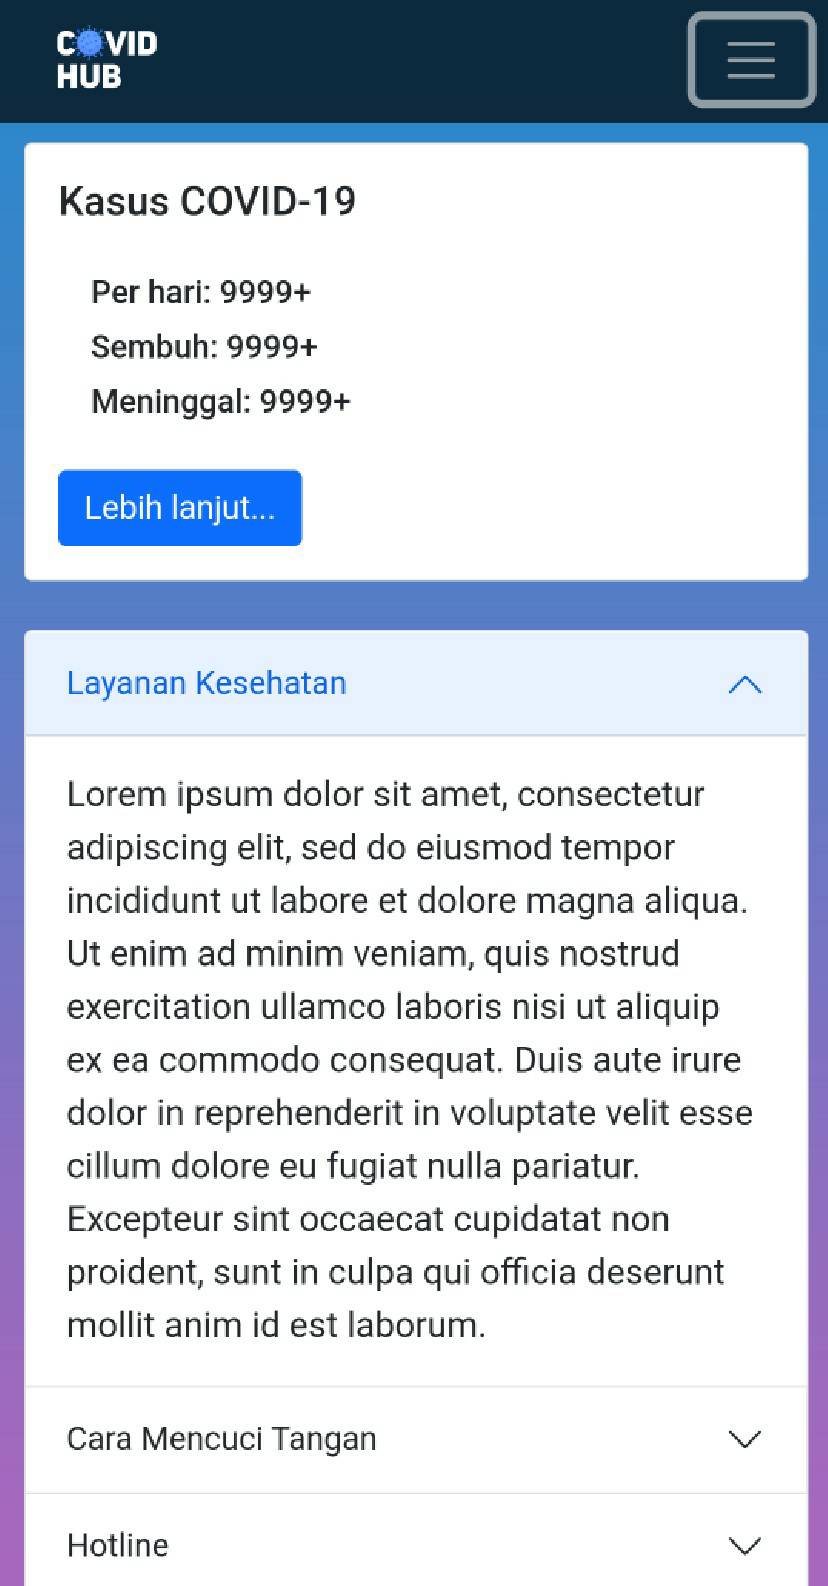 COVID
HUB
Kasus COVID-19
Per hari: 9999+
Sembuh: 9999+
Meninggal: 9999+
Lebih lanjut...
Layanan Kesehatan
Lorem ipsum dolor sit amet, consectetur
adipiscing elit, sed do eiusmod tempor
incididunt ut labore et dolore magna aliqua.
Ut enim ad minim veniam, quis nostrud
exercitation ullamco laboris nisi ut aliquip
ex ea commodo consequat. Duis aute irure
dolor in reprehenderit in voluptate velit esse
cillum dolore eu fugiat nulla pariatur.
Excepteur sint occaecat cupidatat non
proident, sunt in culpa qui officia deserunt
mollit anim id est laborum.
Cara Mencuci Tangan
Hotline